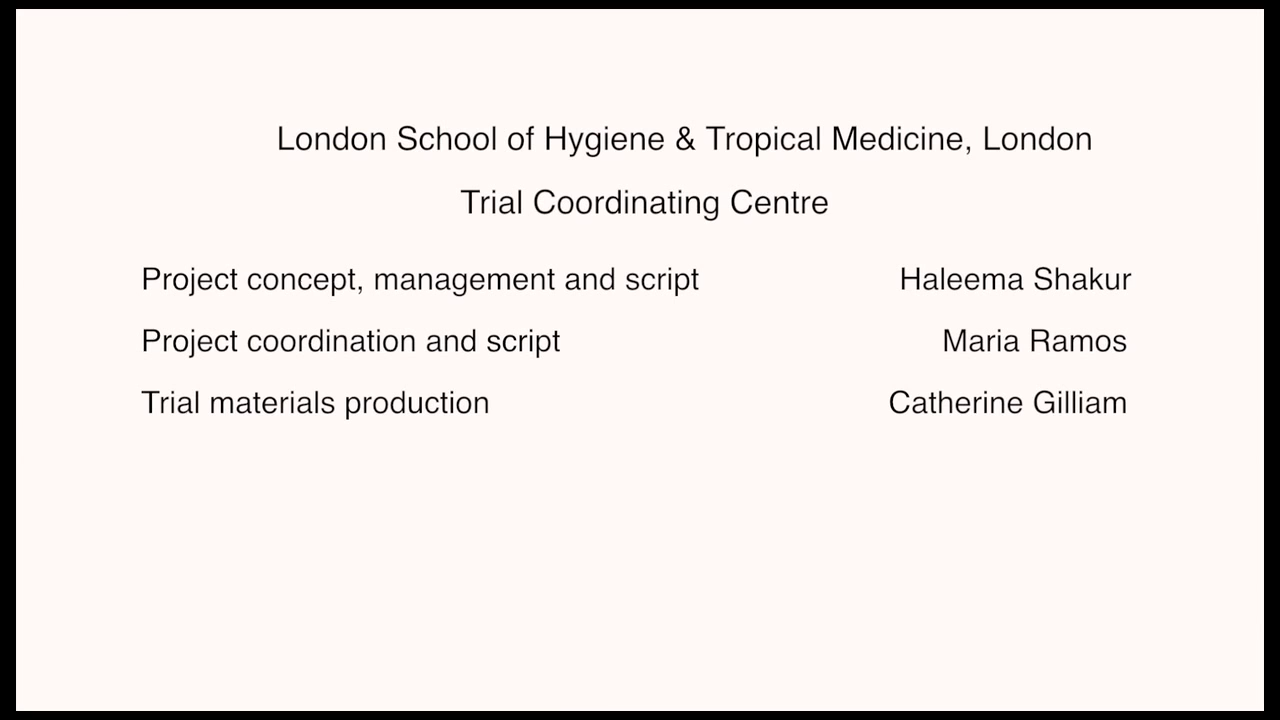 London School of Hygiene & Tropical Medicine, London
Trial Coordinating Centre
Project concept, management and script Haleema Shakur
Project coordination and script Maria Ramos
Trial materials production Catherine Gilliam